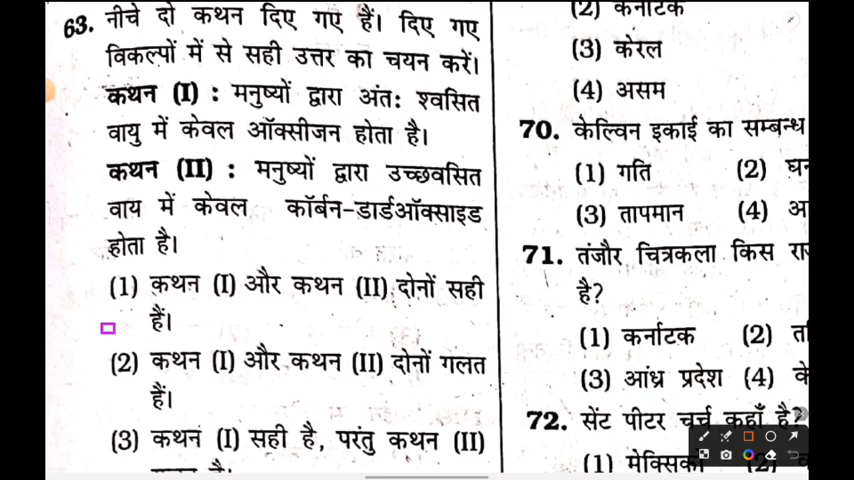 63. नीचे दो कथन दिए गए हैं। दिए गए
विकल्पों में से सही उत्तर का चयन करें।
कथन (I) : मनुष्यों द्वारा अंतः श्वसित
वायु में केवल ऑक्सीजन होता है।
कथन (II) : मनुष्यों द्वारा उच्छवसित
वाय में केवल कॉर्बन-डाईऑक्साइड
होता है।
(1) कथन (I) और कथन (II) दोनों सही
हैं।
(2) कथन (I) और कथन (II) दोनों गलत
हैं।
(3) कथन (I) सही है, परंतु कथन (II)
(2) कर्नाटक
(3) केरल
(4) असम
70. केल्विन इकाई का सम्बन्ध
(1) गति (2)
(3) तापमान (4)
71. तंजौर चित्रकला किस
है?
(1) कर्नाटक (2)
(3) आंध्र प्रदेश (4)
72. सेंट पीटर चर्च कहाँ है?
(1) मेक्सिको (2)